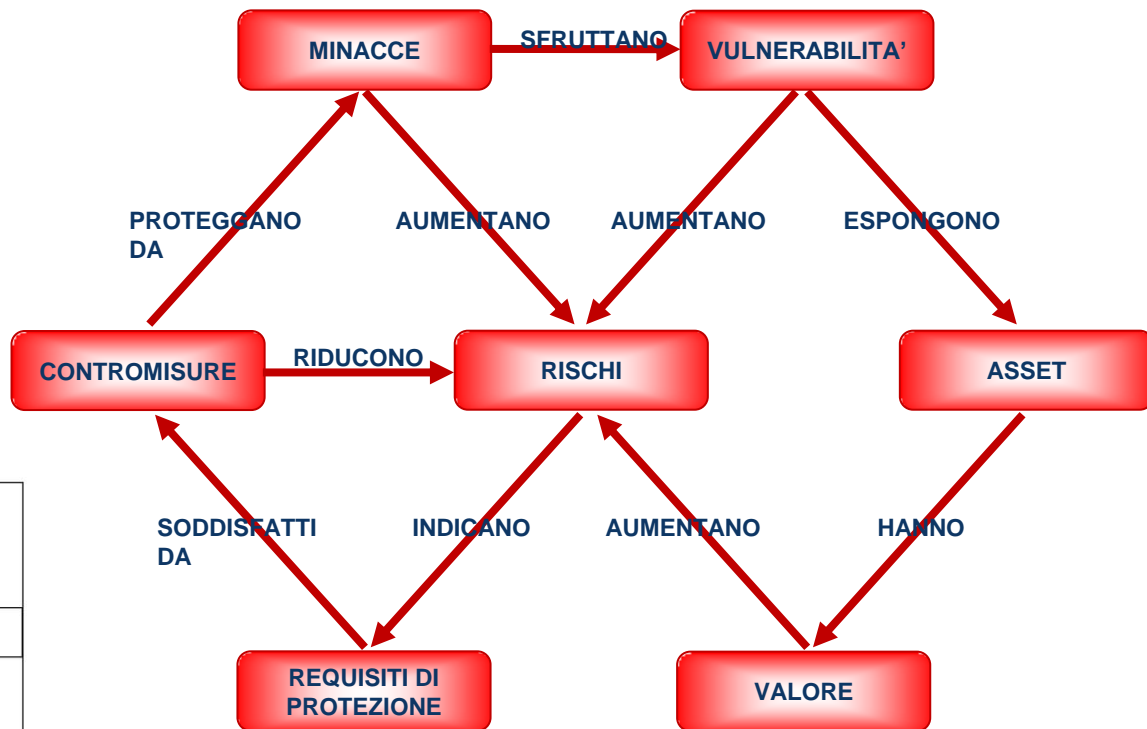 MINACCE
SFRUTTANO
VULNERABILITA’
PROTEGGANO
DA
AUMENTANO
AUMENTANO
ESPONGONO
CONTROMISURE
RIDUCONO
RISCHI
ASSET
SODDISFATTI
DA
INDICANO
AUMENTANO
HANNO
REQUISITI DI
PROTEZIONE
VALORE